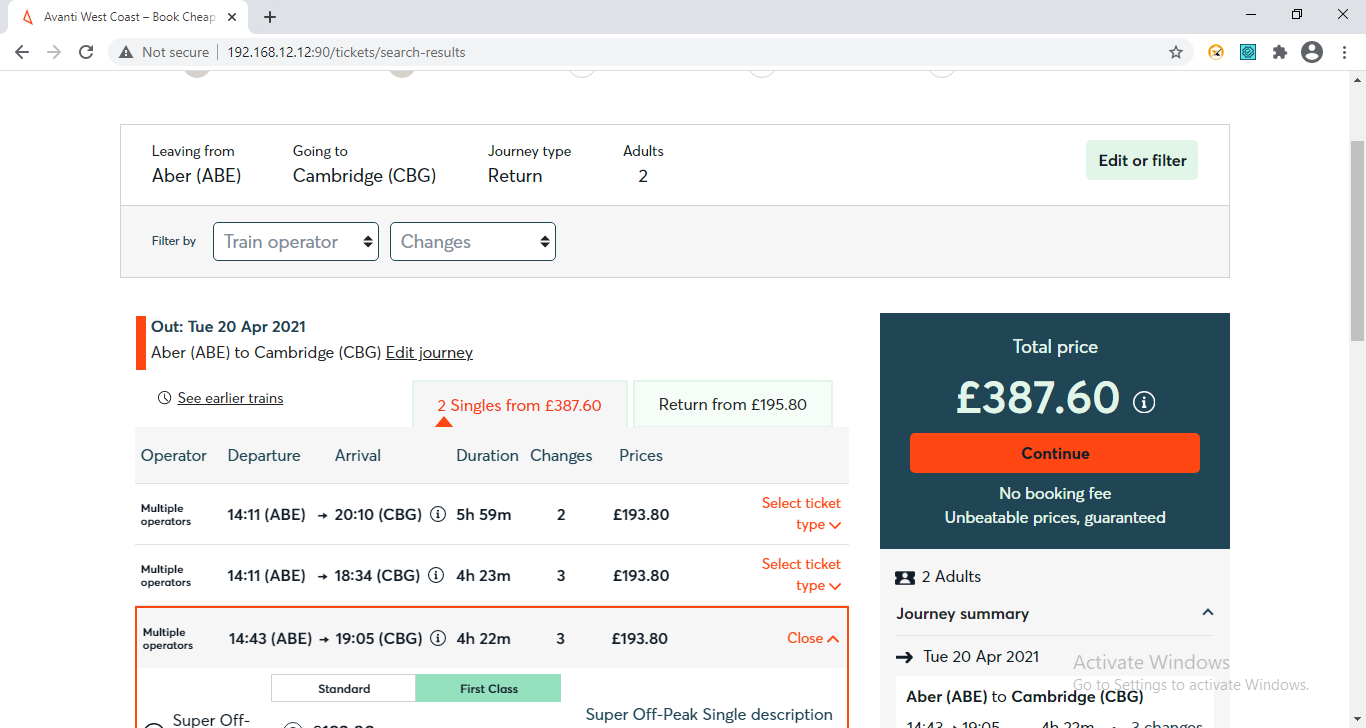 Avanti West Coast – Book Cheap
Not secure
192.168.12.12:90/tickets/search-results
Leaving from
Going to
Journey type
Adults
Aber (ABE)
Cambridge (CBG)
Return
2
Edit or filter
Filter by
Train operator
Changes
Out: Tue 20 Apr 2021
Aber (ABE) to Cambridge (CBG) Edit journey
See earlier trains
2 Singles from £387.60
Return from £195.80
Operator
Departure
Arrival
Duration
Changes
Prices
Multiple
operators
14:11 (ABE) → 20:10 (CBG)
5h 59m
2
£193.80
Select ticket
type
Multiple
operators
14:11 (ABE) → 18:34 (CBG)
4h 23m
3
£193.80
Select ticket
type
Multiple
operators
14:43 (ABE) → 19:05 (CBG)
4h 22m
3
£193.80
Close
Standard
First Class
Super Off-
Super Off-Peak Single description
Total price
£387.60
Continue
No booking fee
Unbeatable prices, guaranteed
2 Adults
Journey summary
→ Tue 20 Apr 2021
Aber (ABE) to Cambridge (CBG)
14:43 → 19:05
4h 22m
3 changes
Activate Windows
Go to Settings to activate Windows.